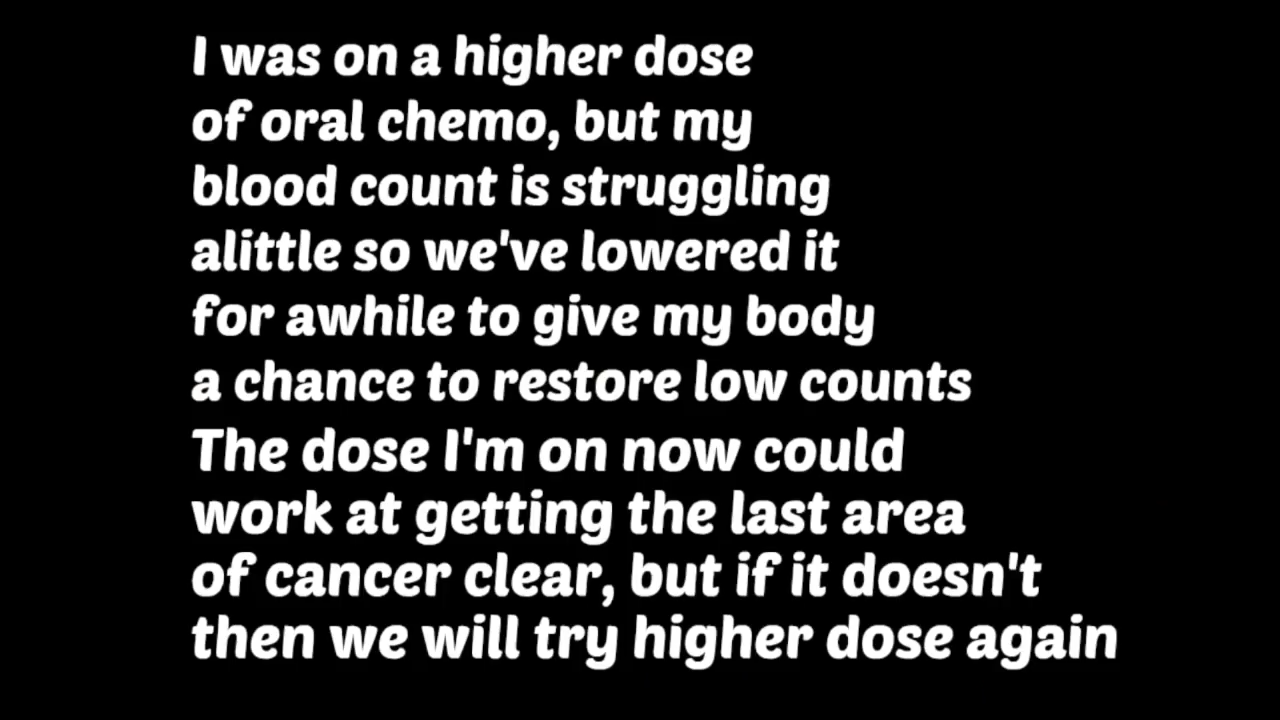 I was on a higher dose
of oral chemo, but my
blood count is struggling
alittle so we've lowered it
for awhile to give my body
a chance to restore low counts
The dose I'm on now could
work at getting the last area
of cancer clear, but if it doesn't
then we will try higher dose again